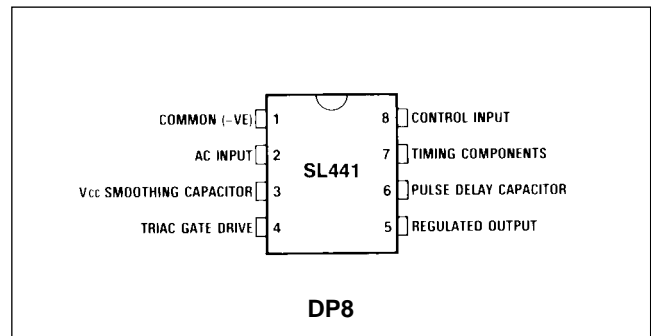 COMMON (-VE) 1
AC INPUT 2
Vcc SMOOTHING CAPACITOR 3
TRIAC GATE DRIVE 4
SL441
8 CONTROL INPUT
7 TIMING COMPONENTS
6 PULSE DELAY CAPACITOR
5 REGULATED OUTPUT
DP8